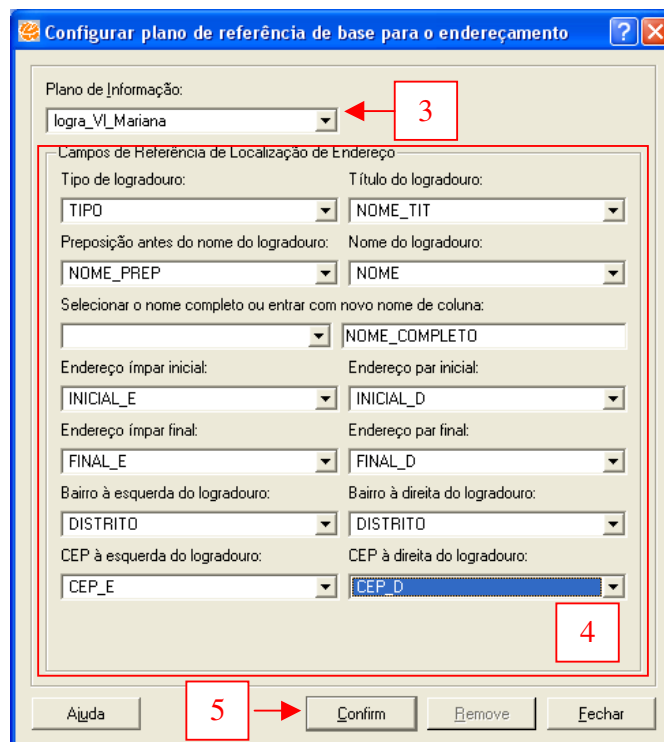 Configurar plano de referência de base para o endereçamento
Plano de Informação:
logra_VI_Mariana
3
Campos de Referência de Localização de Endereço
Tipo de logradouro: Título do logradouro:
TIPO NOME_TIT
Preposição antes do nome do logradouro: Nome do logradouro:
NOME_PREP NOME
Selecionar o nome completo ou entrar com novo nome de coluna:
NOME_COMPLETO
Endereço ímpar inicial: Endereço par inicial:
INICIAL_E INICIAL_D
Endereço ímpar final: Endereço par final:
FINAL_E FINAL_D
Bairro à esquerda do logradouro: Bairro à direita do logradouro:
DISTRITO DISTRITO
CEP à esquerda do logradouro: CEP à direita do logradouro:
CEP_E CEP_D
4
Ajuda 5 Confirm Remove Fechar